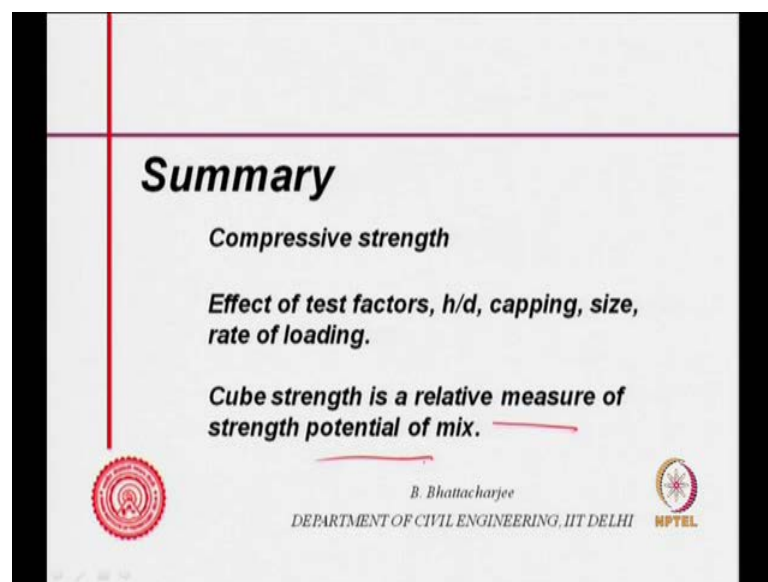 Summary
Compressive strength
Effect of test factors, h/d, capping, size,
rate of loading.
Cube strength is a relative measure of
strength potential of mix.
B. Bhattacharjee
DEPARTMENT OF CIVIL ENGINEERING, IIT DELHI
NPTEL